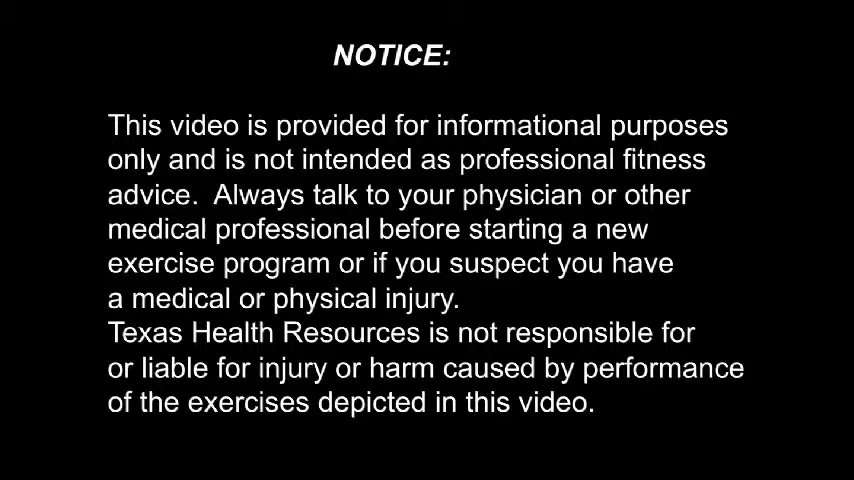 NOTICE:
This video is provided for informational purposes
only and is not intended as professional fitness
advice.  Always talk to your physician or other
medical professional before starting a new
exercise program or if you suspect you have
a medical or physical injury.
Texas Health Resources is not responsible for
or liable for injury or harm caused by performance
of the exercises depicted in this video.